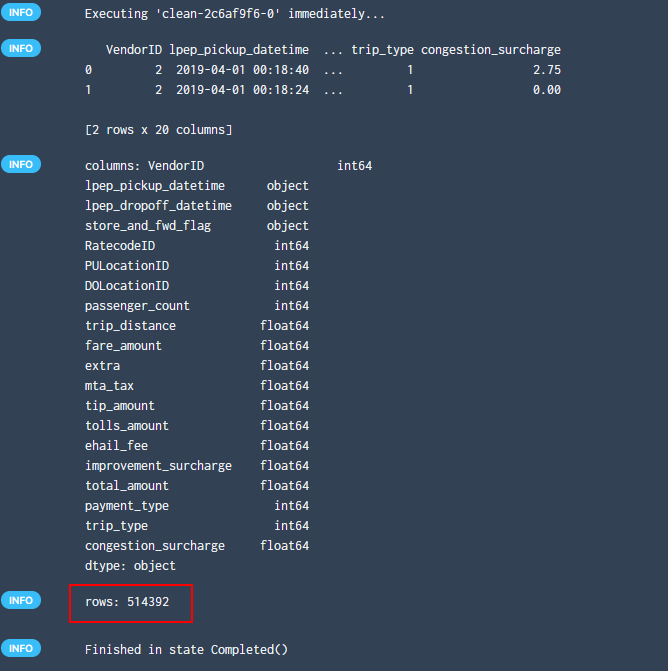 INFO Executing 'clean-2c6af9f6-0' immediately...
INFO VendorID lpep_pickup_datetime ... trip_type congestion_surcharge
0 2 2019-04-01 00:18:40 ... 1 2.75
1 2 2019-04-01 00:18:24 ... 1 0.00
[2 rows x 20 columns]
INFO columns: VendorID int64
lpep_pickup_datetime object
lpep_dropoff_datetime object
store_and_fwd_flag object
RatecodeID int64
PULocationID int64
DOLocationID int64
passenger_count int64
trip_distance float64
fare_amount float64
extra float64
mta_tax float64
tip_amount float64
tolls_amount float64
ehail_fee float64
improvement_surcharge float64
total_amount float64
payment_type int64
trip_type int64
congestion_surcharge float64
dtype: object
INFO rows: 514392
INFO Finished in state Completed()